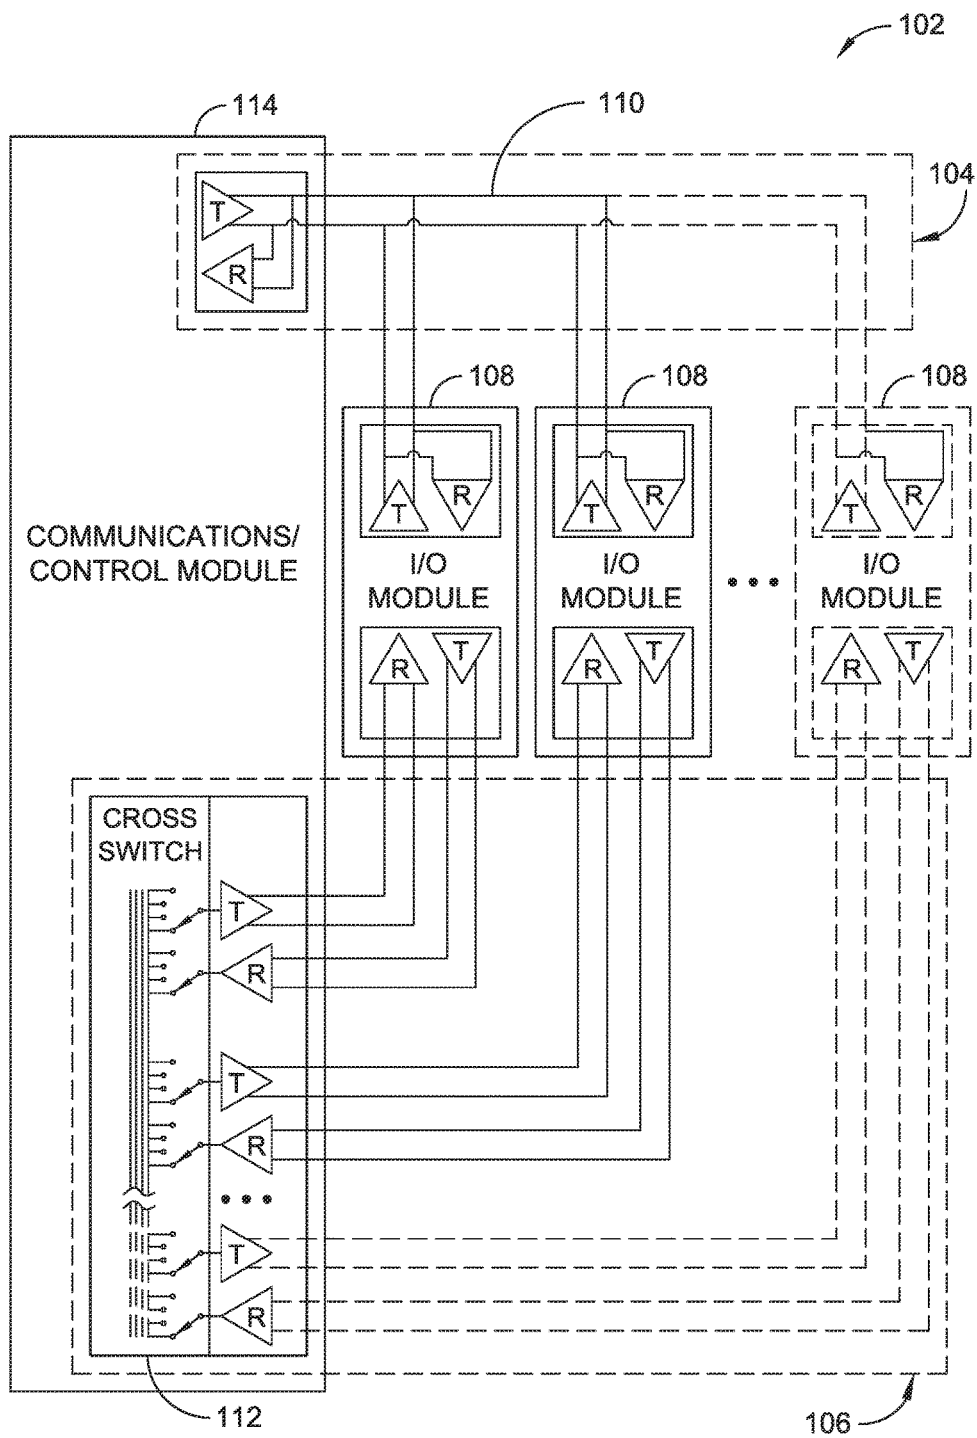 102
114
110
104
T
R
108
108
108
T
R
T
R
T
R
COMMUNICATIONS/
CONTROL MODULE
I/O
MODULE
I/O
MODULE
I/O
MODULE
R
T
R
T
R
T
CROSS
SWITCH
T
R
T
R
T
R
112
106